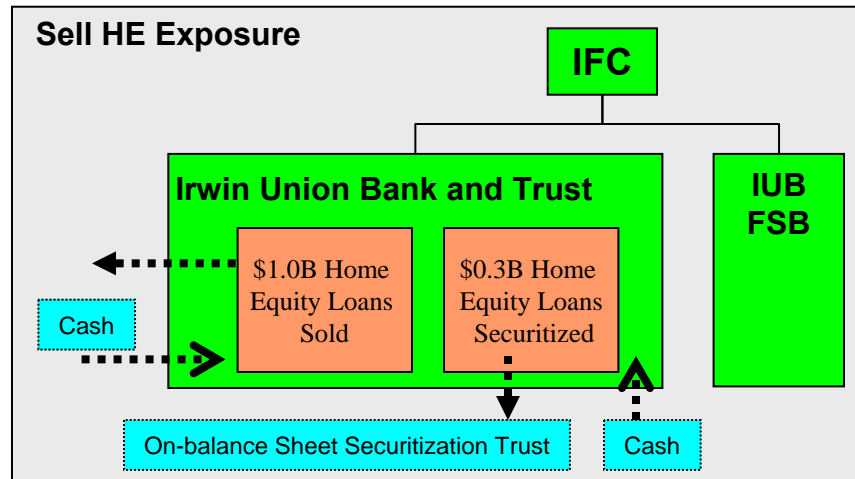 Sell HE Exposure
IFC
Irwin Union Bank and Trust
IUB
FSB
$1.0B Home
Equity Loans
Sold
$0.3B Home
Equity Loans
Securitized
Cash
On-balance Sheet Securitization Trust
Cash